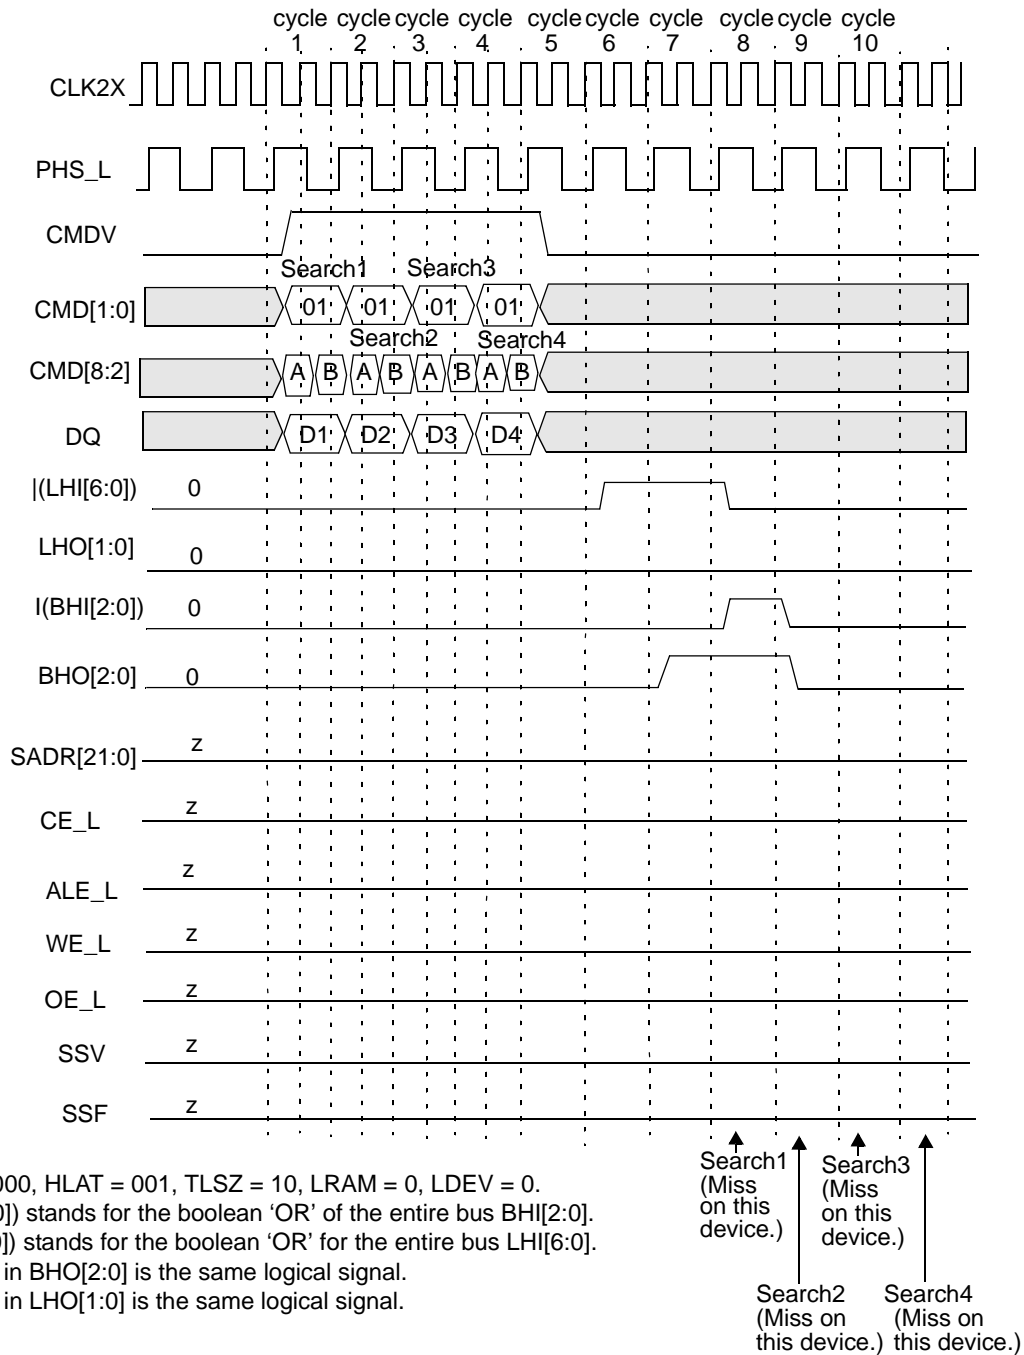 cycle cycle cycle cycle cycle cycle cycle cycle cycle cycle
1 2 3 4 5 6 7 8 9 10
CLK2X
PHS_L
CMDV
Search1 Search3
CMD[1:0] 01 01 01 01
Search2 Search4
CMD[8:2] A B A B A B A B
DQ D1 D2 D3 D4
|(LHI[6:0]) 0
LHO[1:0] 0
I(BHI[2:0]) 0
BHO[2:0] 0
SADR[21:0] z
CE_L z
ALE_L z
WE_L z
OE_L z
SSV z
SSF z
Search1
(Miss
on this
device.)
Search3
(Miss
on this
device.)
000, HLAT = 001, TLSZ = 10, LRAM = 0, LDEV = 0.
0]) stands for the boolean ‘OR’ of the entire bus BHI[2:0].
0]) stands for the boolean ‘OR’ for the entire bus LHI[6:0].
in BHO[2:0] is the same logical signal.
in LHO[1:0] is the same logical signal.
Search2
(Miss on
this device.)
Search4
(Miss on
this device.)